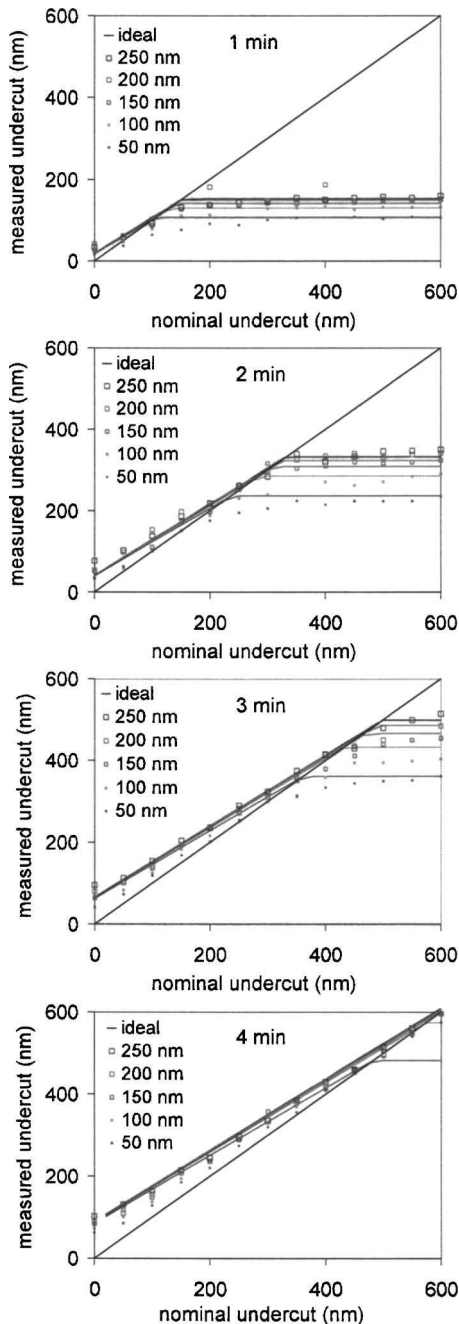 600
— ideal
1 min
250 nm
200 nm
150 nm
100 nm
50 nm
400
200
0
measured undercut (nm)
0 200 400 600
nominal undercut (nm)
600
— ideal
2 min
250 nm
200 nm
150 nm
100 nm
50 nm
400
200
0
measured undercut (nm)
0 200 400 600
nominal undercut (nm)
600
— ideal
3 min
250 nm
200 nm
150 nm
100 nm
50 nm
400
200
0
measured undercut (nm)
0 200 400 600
nominal undercut (nm)
600
— ideal
4 min
250 nm
200 nm
150 nm
100 nm
50 nm
400
200
0
measured undercut (nm)
0 200 400 600
nominal undercut (nm)